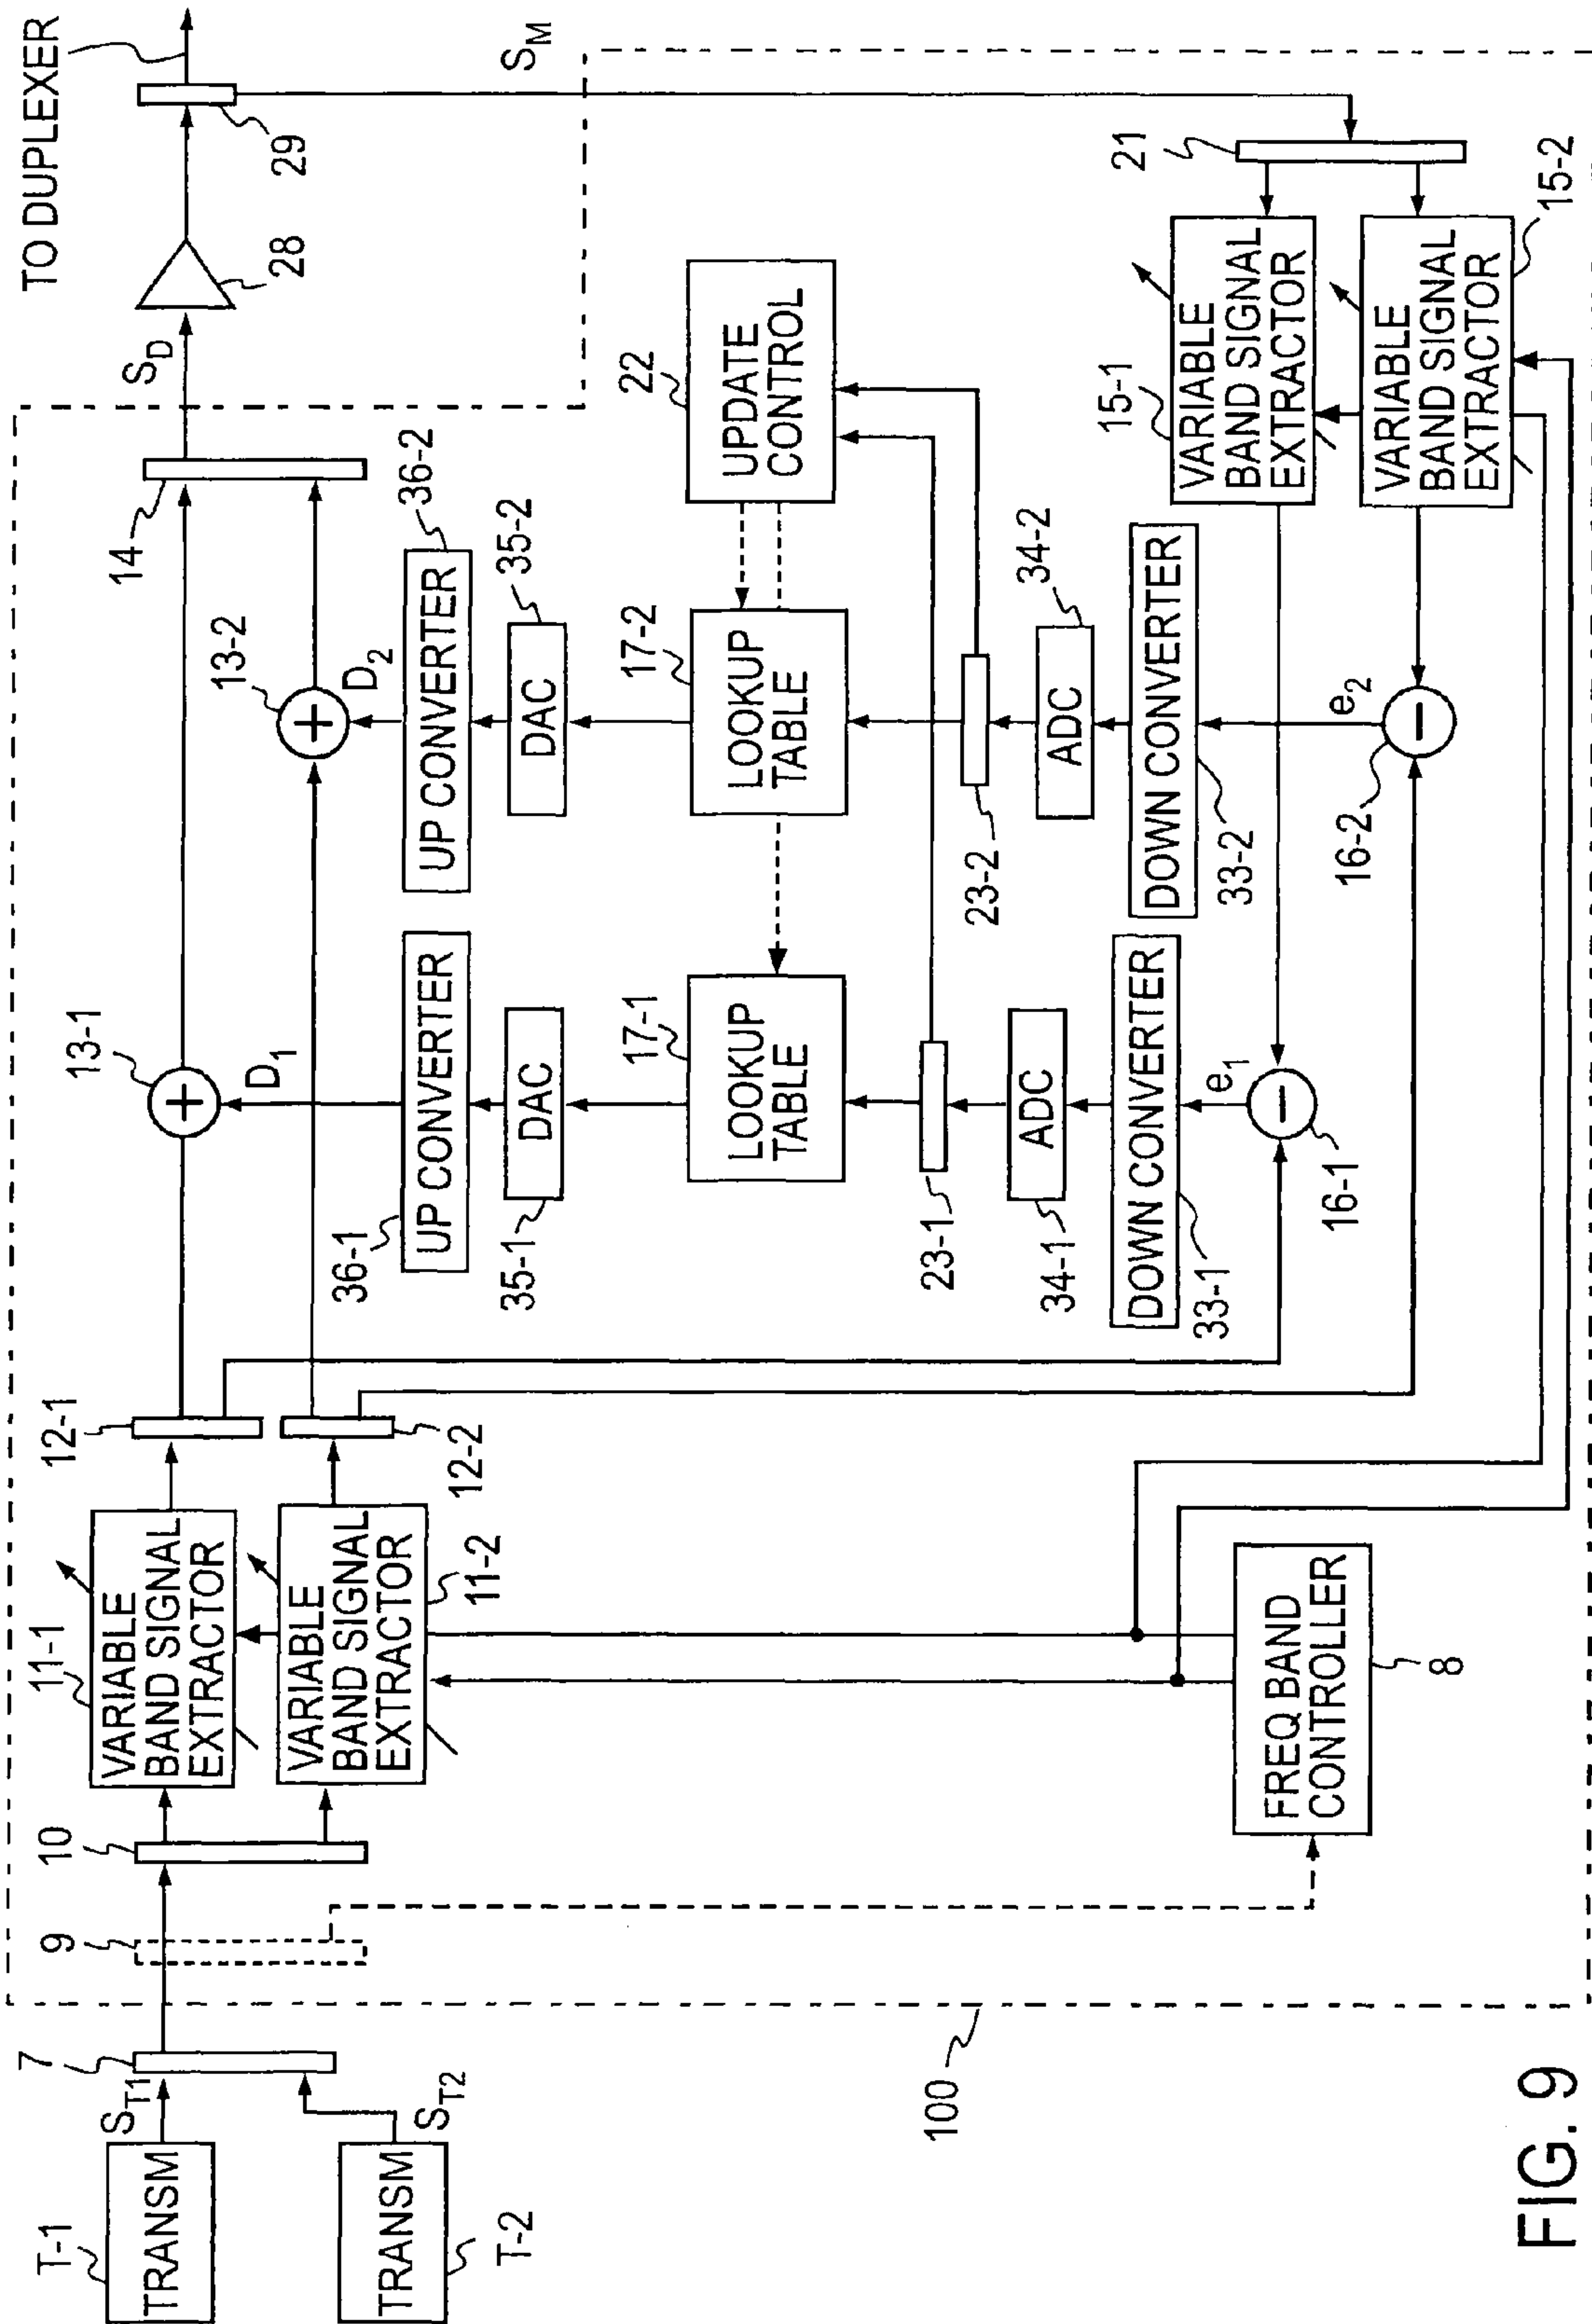 TO DUPLEXER
T-1
TRANSM
S_T1
7
9
10
11-1
VARIABLE
BAND SIGNAL
EXTRACTOR
12-1
13-1
D_1
14
S_D
28
29
S_M
T-2
TRANSM
S_T2
VARIABLE
BAND SIGNAL
EXTRACTOR
11-2
12-2
13-2
D_2
36-1
UP CONVERTER
36-2
UP CONVERTER
35-1
DAC
35-2
DAC
17-1
LOOKUP
TABLE
17-2
LOOKUP
TABLE
22
UPDATE
CONTROL
23-1
23-2
34-1
ADC
34-2
ADC
33-1
DOWN CONVERTER
33-2
DOWN CONVERTER
e_1
16-1
e_2
16-2
15-1
VARIABLE
BAND SIGNAL
EXTRACTOR
21
VARIABLE
BAND SIGNAL
EXTRACTOR
15-2
FREQ BAND
CONTROLLER
8
100
FIG. 9